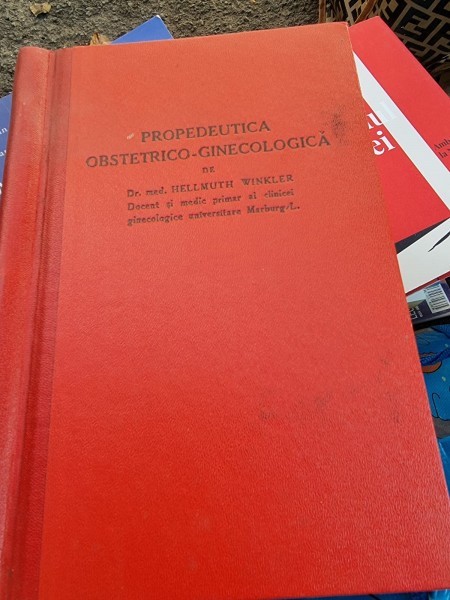 PROPEDEUTICA
OBSTETRICO-GINECOLOGICĂ
DE
Dr. med. HELLMUTH WINKLER
Docent și medic primar al clinicei
ginecologice universitare Marburg/L.